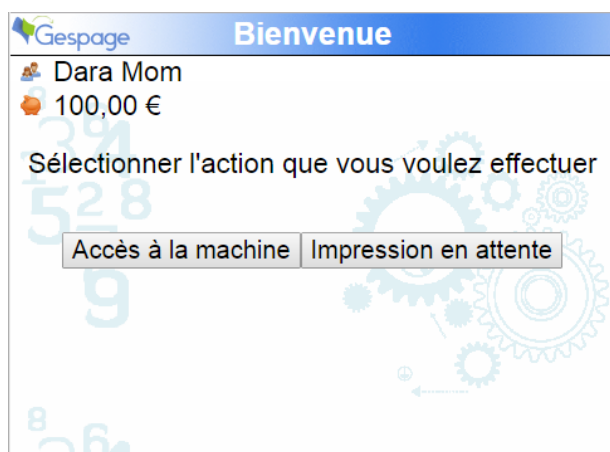 Gespage
Bienvenue
Dara Mom
100,00 €
Sélectionner l'action que vous voulez effectuer
Accès à la machine
Impression en attente